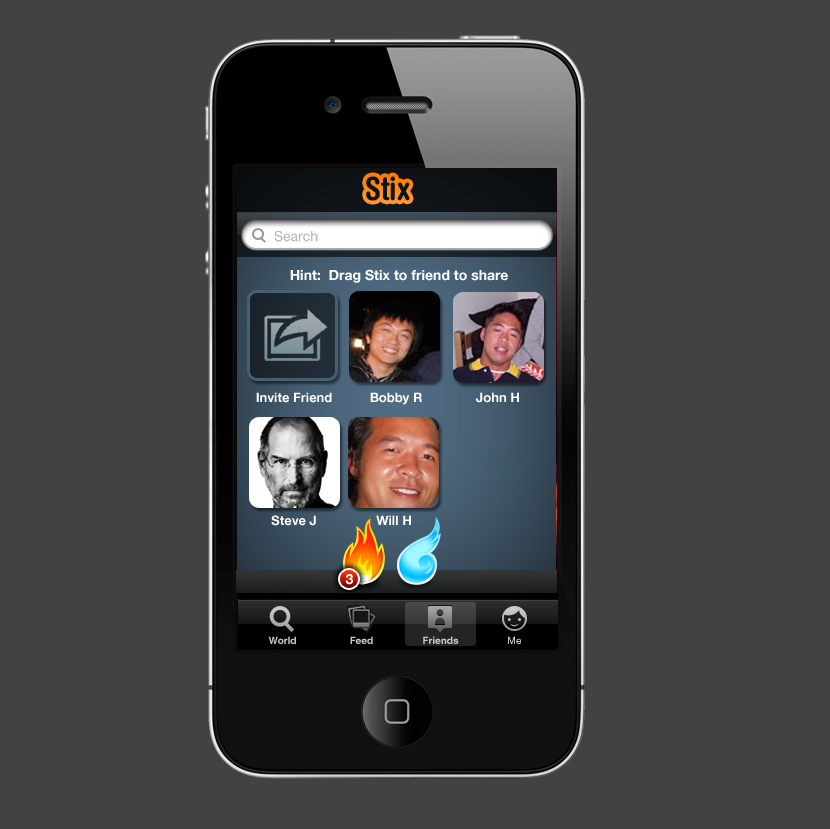 Stix
Search
Hint: Drag Stix to friend to share
Invite Friend
Bobby R
John H
Steve J
Will H
3
World
Feed
Friends
Me